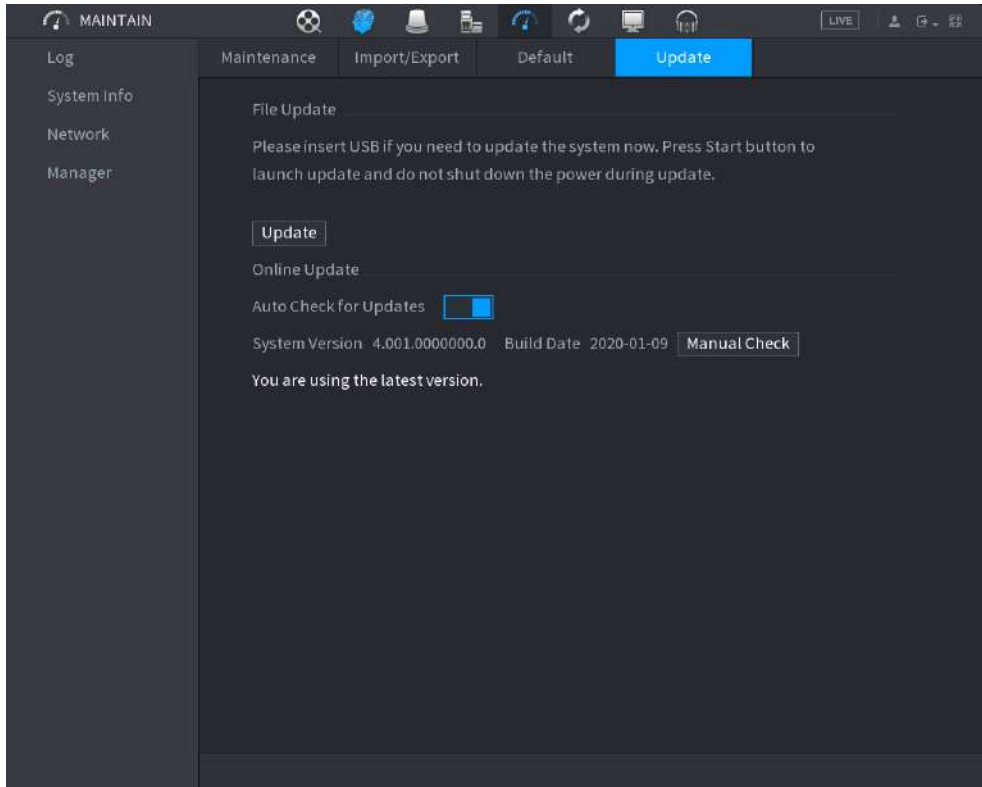 MAINTAIN
LIVE
Log
System Info
Network
Manager
Maintenance Import/Export Default Update
File Update
Please insert USB if you need to update the system now. Press Start button to
launch update and do not shut down the power during update.
Update
Online Update
Auto Check for Updates
System Version 4.001.0000000.0 Build Date 2020-01-09 Manual Check
You are using the latest version.